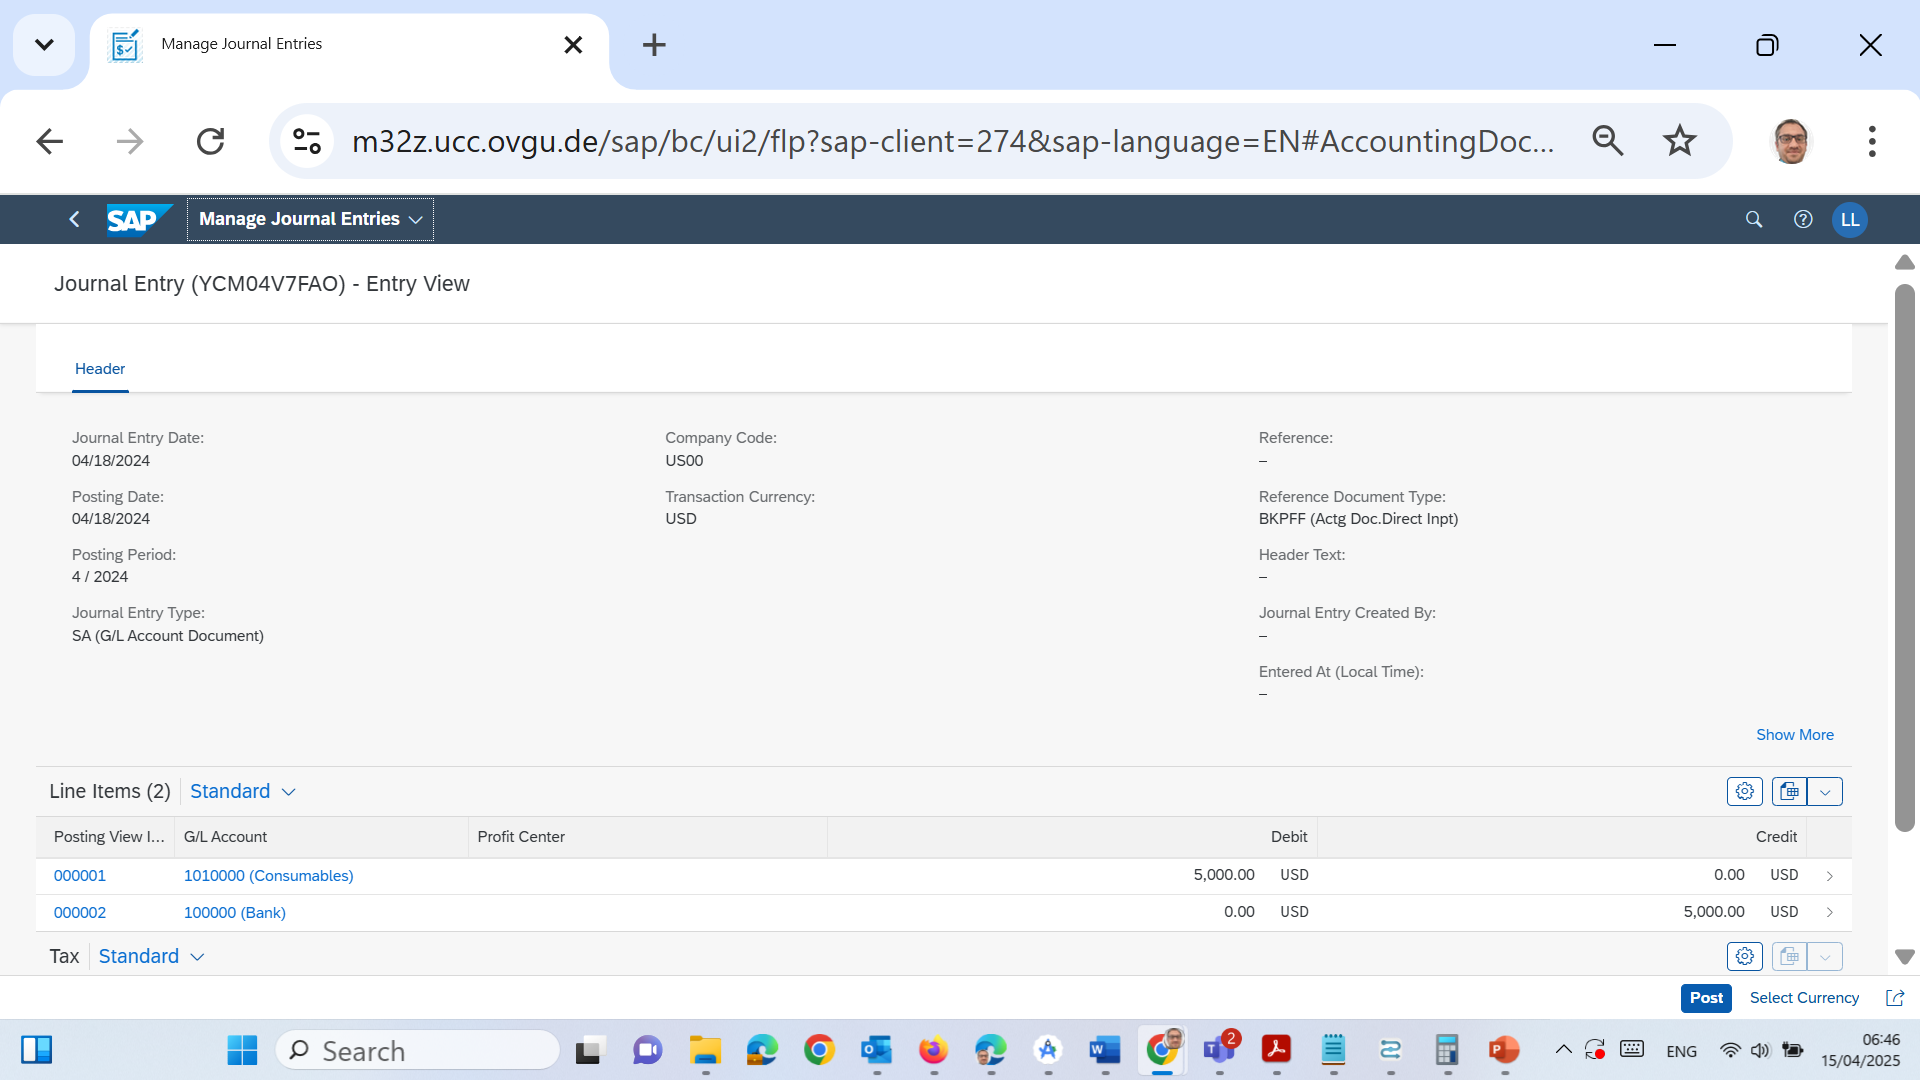 Manage Journal Entries
m32z.ucc.ovgu.de/sap/bc/ui2/flp?sap-client=274&sap-language=EN#AccountingDoc...
SAP Manage Journal Entries LL
Journal Entry (YCM04V7FAO) - Entry View
Header
Journal Entry Date: Company Code: Reference:
04/18/2024 US00 –
Posting Date: Transaction Currency: Reference Document Type:
04/18/2024 USD BKPFF (Actg Doc.Direct Inpt)
Posting Period: Header Text:
4 / 2024 –
Journal Entry Type: Journal Entry Created By:
SA (G/L Account Document) –
Entered At (Local Time):
–
Show More
Line Items (2) Standard
Posting View I... G/L Account Profit Center Debit Credit
000001 1010000 (Consumables) 5,000.00 USD 0.00 USD
000002 100000 (Bank) 0.00 USD 5,000.00 USD
Tax Standard
Post Select Currency
Search 2 ENG 06:46
15/04/2025